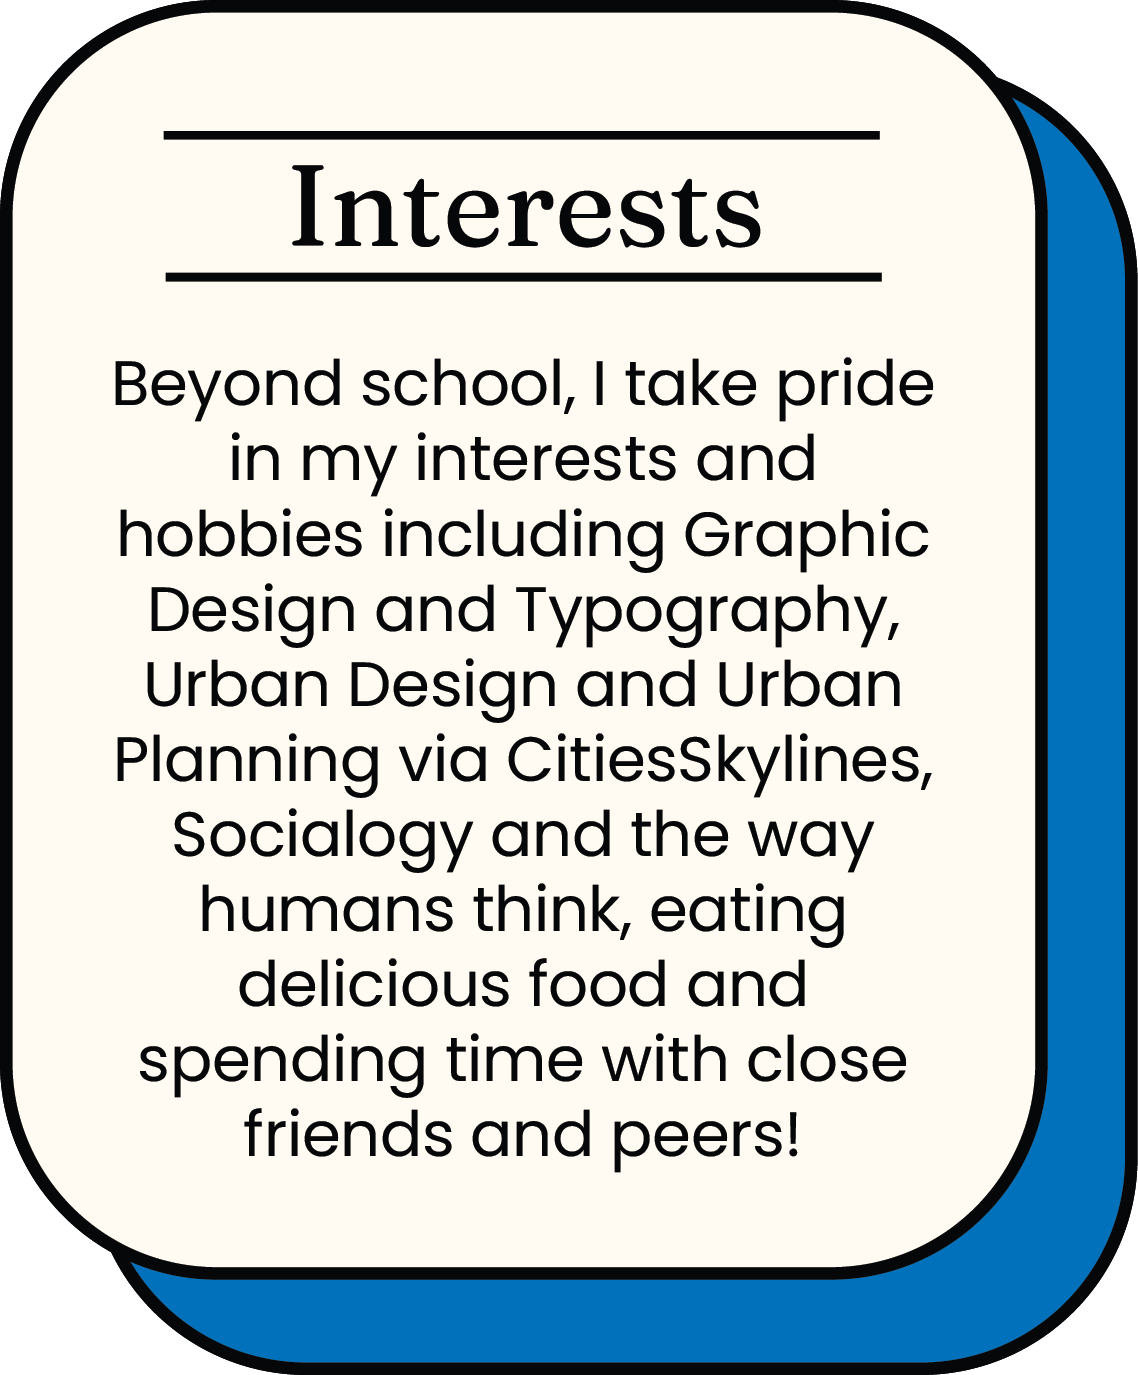 Interests
Beyond school, I take pride
in my interests and
hobbies including Graphic
Design and Typography,
Urban Design and Urban
Planning via CitiesSkylines,
Socialogy and the way
humans think, eating
delicious food and
spending time with close
friends and peers!